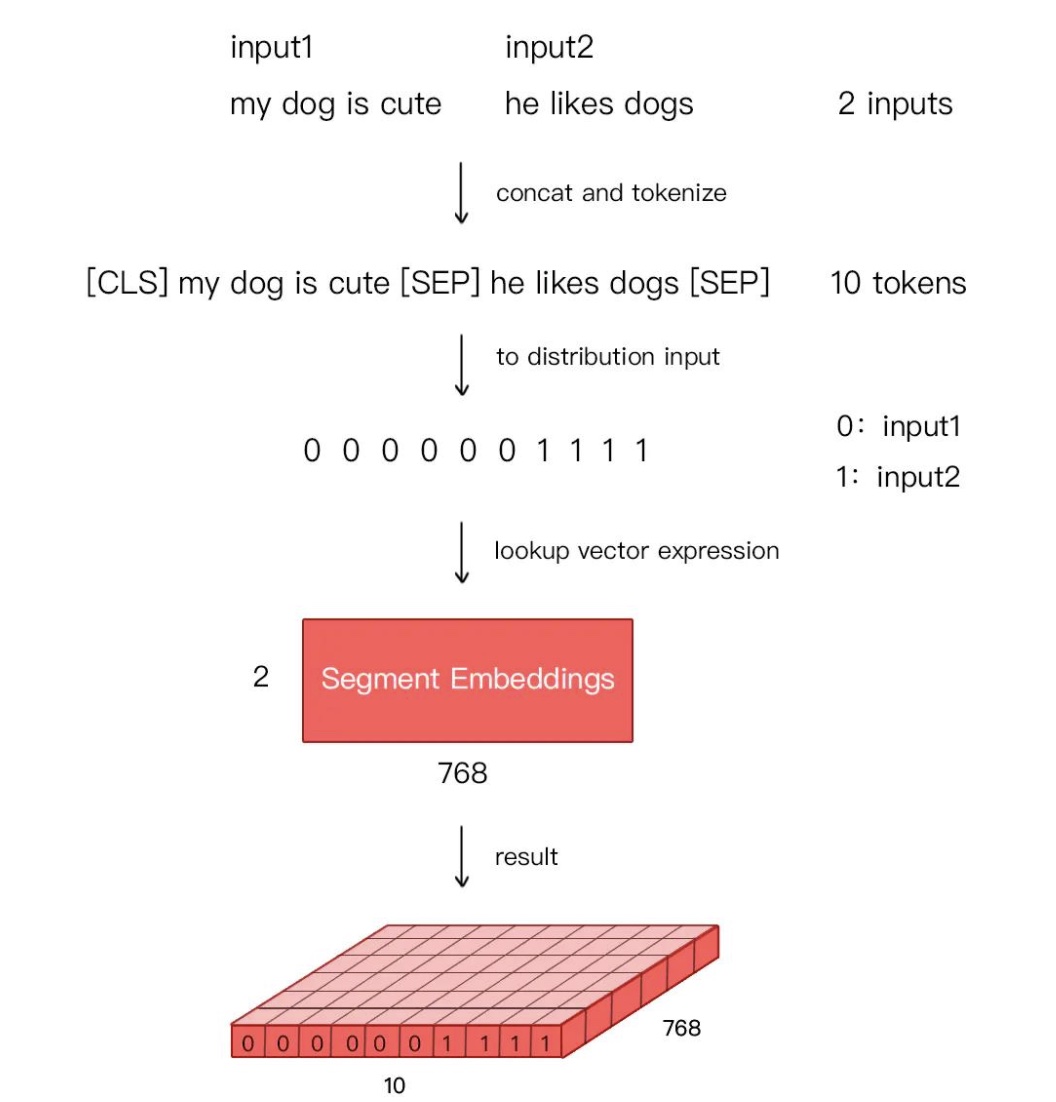 input1 input2
my dog is cute he likes dogs 2 inputs
concat and tokenize
[CLS] my dog is cute [SEP] he likes dogs [SEP] 10 tokens
to distribution input
0 0 0 0 0 0 1 1 1 1
0: input1
1: input2
lookup vector expression
2 Segment Embeddings
768
result
0 0 0 0 0 0 1 1 1 1
768
10